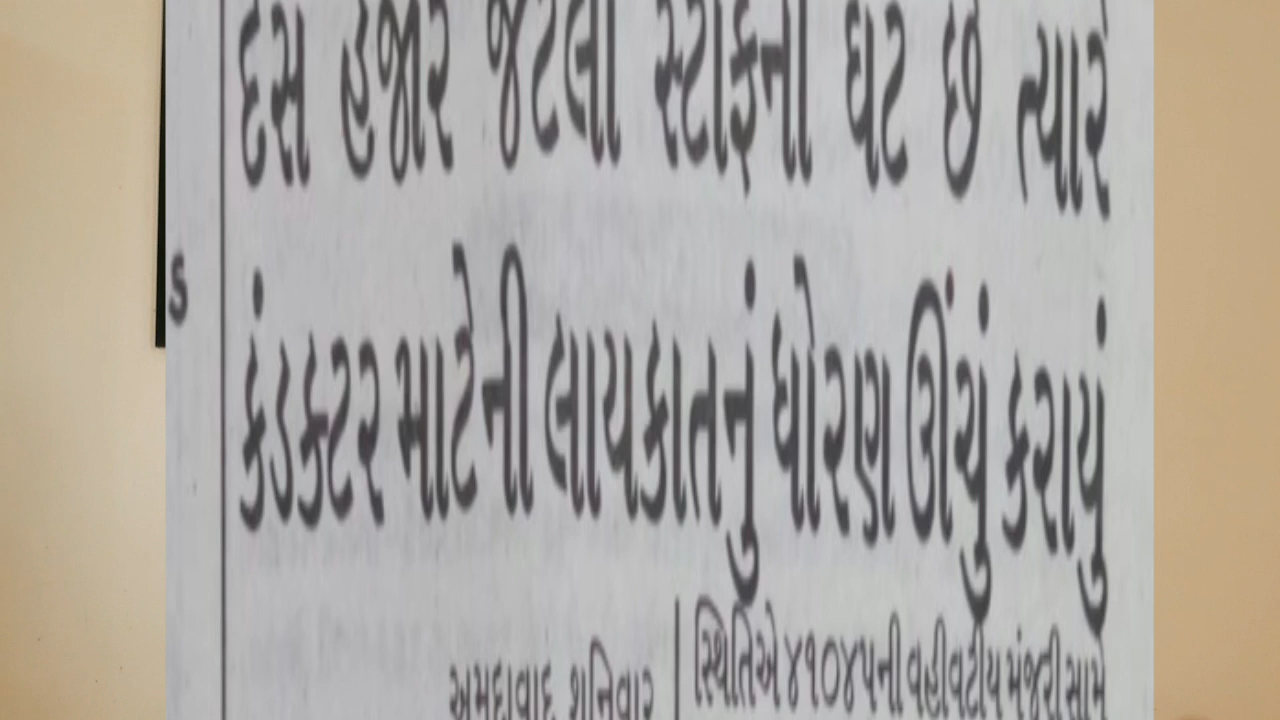 દસ હજાર જેટલા સ્ટાફની ઘટ છે ત્યારે
કંડક્ટર માટેની લાયકાતનું ધોરણ ઊંચું કરાયું
અમદાવાદ, શનિવાર
સ્થિતિએ ૪૧૦૪૫ની વહીવટીય મંજૂરી સામે